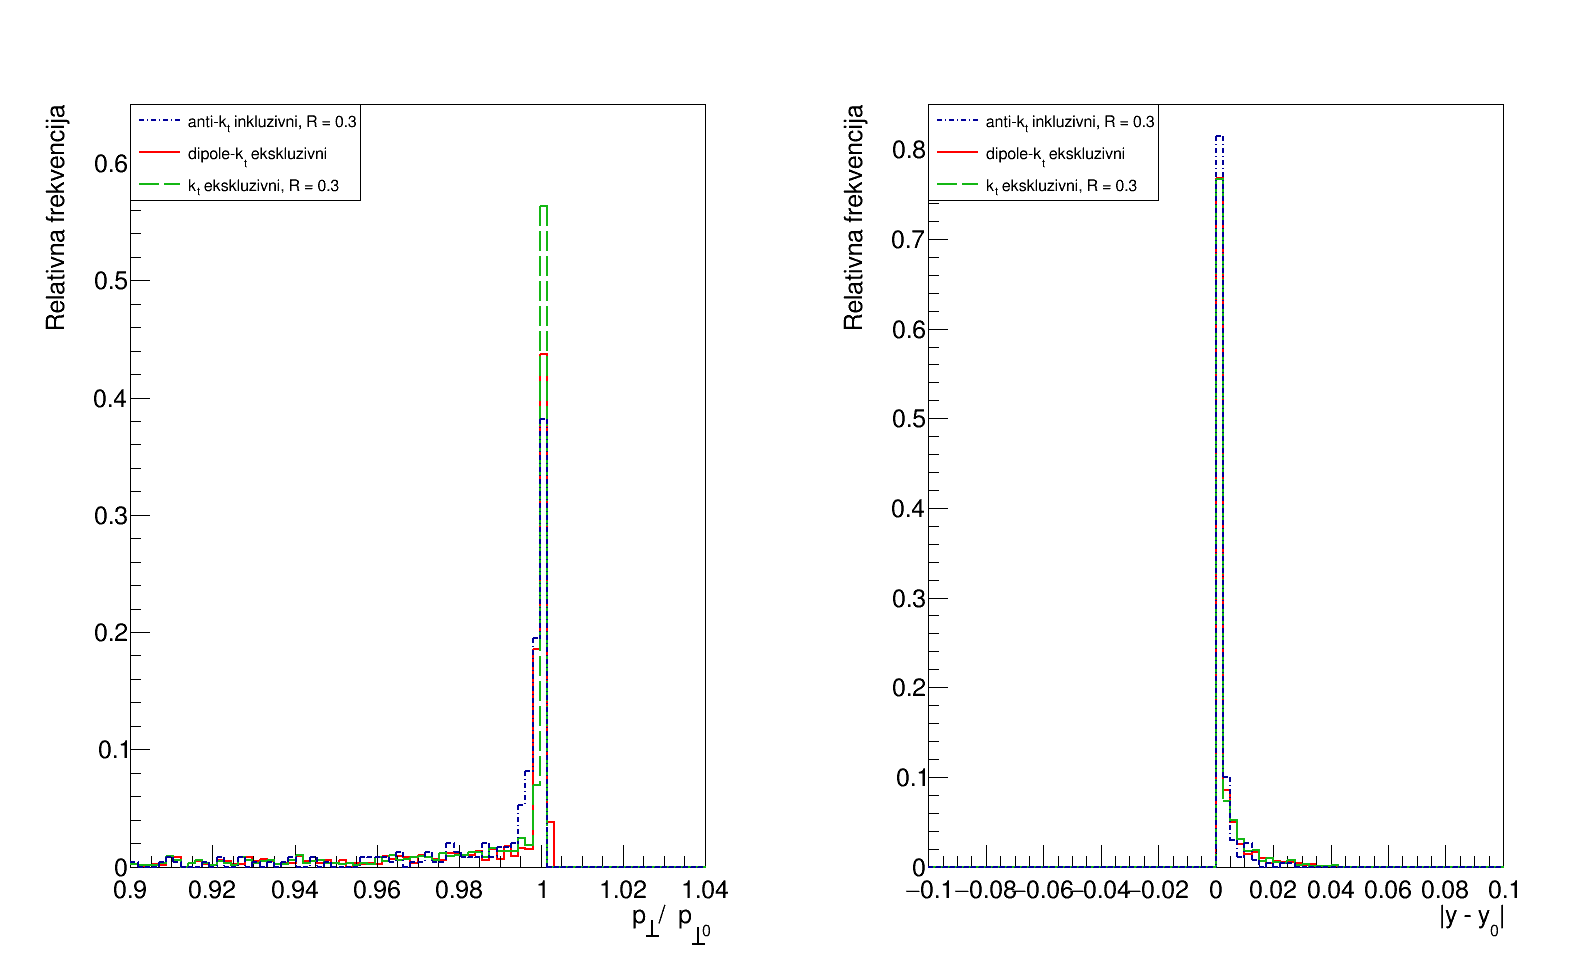 Relativna frekvencija
anti-kt inkluzivni, R = 0.3
dipole-kt ekskluzivni
kt ekskluzivni, R = 0.3
0.6
0.5
0.4
0.3
0.2
0.1
0
0.9 0.92 0.94 0.96 0.98 1 1.02 1.04
p⊥/ p⊥0
Relativna frekvencija
anti-kt inkluzivni, R = 0.3
dipole-kt ekskluzivni
kt ekskluzivni, R = 0.3
0.8
0.7
0.6
0.5
0.4
0.3
0.2
0.1
0
−0.1 −0.08 −0.06 −0.04 −0.02 0 0.02 0.04 0.06 0.08 0.1
|y - y0|